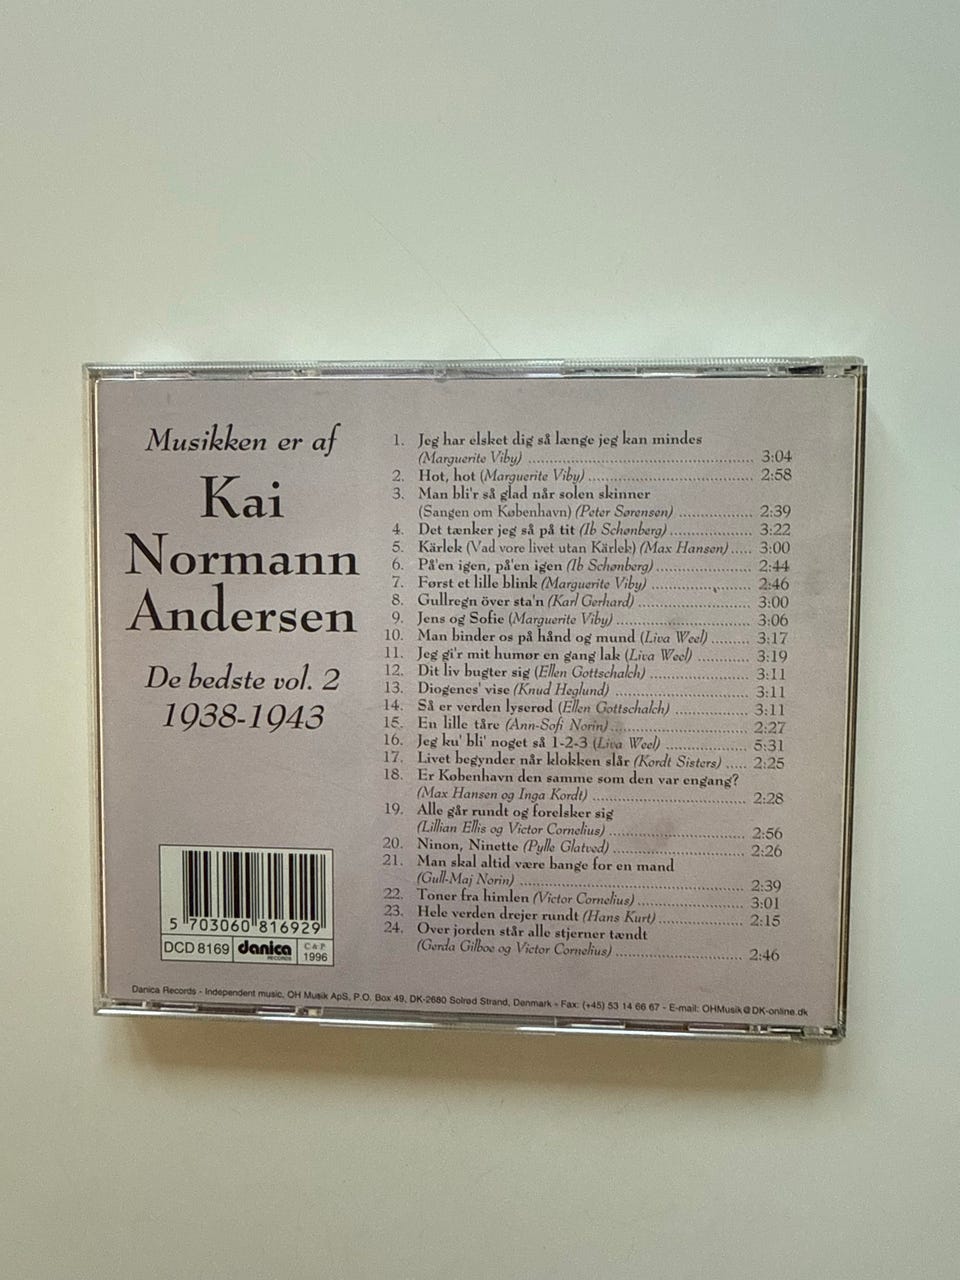 Musikken er af
Kai
Normann
Andersen
De bedste vol. 2
1938-1943
1. Jeg har elsket dig så længe jeg kan mindes
(Marguerite Viby) ........ 3:04
2. Hot, hot (Marguerite Viby) ........ 2:58
3. Man bli'r så glad når solen skinner
(Sangen om København) (Peter Sørensen) ........ 2:39
4. Det tænker jeg så på tit (Ib Schønberg) ........ 3:22
5. Kärlek (Vad vore livet utan Kärlek) (Max Hansen) ..... 3:00
6. På'en igen, på'en igen (Ib Schønberg) ........ 2:44
7. Først et lille blink (Marguerite Viby) ........ 2:46
8. Gullregn över sta'n (Karl Gerhard) ........ 3:00
9. Jens og Sofie (Marguerite Viby) ........ 3:06
10. Man binder os på hånd og mund (Liva Weel) ........ 3:17
11. Jeg gi'r mit humør en gang lak (Liva Weel) ........ 3:19
12. Dit liv bugter sig (Ellen Gottschalch) ........ 3:11
13. Diogenes' vise (Knud Heglund) ........ 3:11
14. Så er verden lyserød (Ellen Gottschalch) ........ 3:11
15. En lille tåre (Ann-Sofi Norin) ........ 2:27
16. Jeg ku' bli' noget så 1-2-3 (Liva Weel) ........ 5:31
17. Livet begynder når klokken slår (Kordt Sisters) ..... 2:25
18. Er København den samme som den var engang?
(Max Hansen og Inga Kordt) ........ 2:28
19. Alle går rundt og forelsker sig
(Lillian Ellis og Victor Cornelius) ........ 2:56
20. Ninon, Ninette (Pylle Glatved) ........ 2:26
21. Man skal altid være bange for en mand
(Gull-Maj Norin) ........ 2:39
22. Toner fra himlen (Victor Cornelius) ........ 3:01
23. Hele verden drejer rundt (Hans Kurt) ........ 2:15
24. Over jorden står alle stjerner tændt
(Gerda Gilboe og Victor Cornelius) ........ 2:46
5 703060 816929
DCD 8169 danica RECORDS C & P 1996
Danica Records - Independent music, OH Musik ApS, P.O. Box 49, DK-2680 Solrød Strand, Denmark - Fax: (+45) 53 14 66 67 - E-mail: OHMusik@DK-online.dk